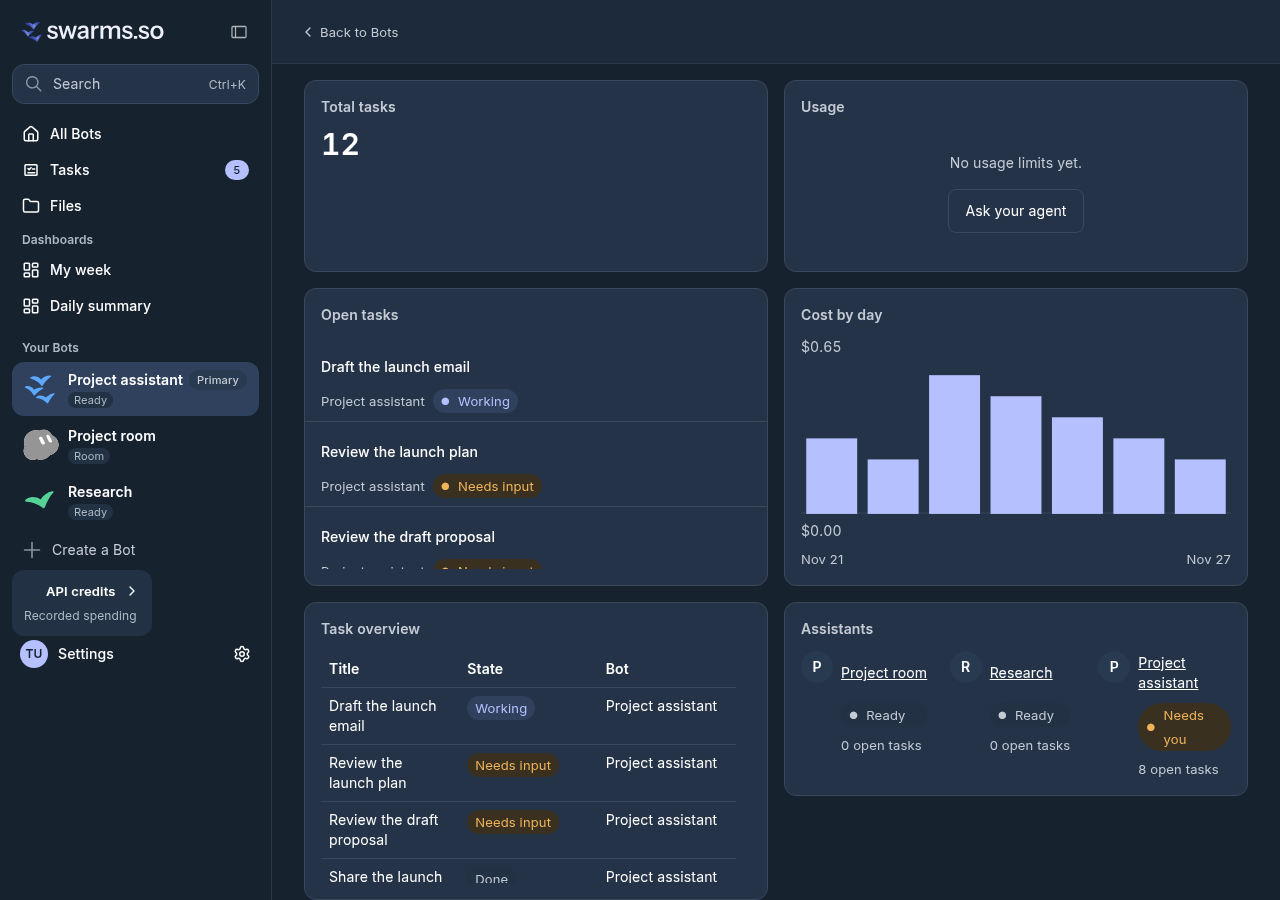 swarms.so
Search
Ctrl+K
All Bots
Tasks
5
Files
Dashboards
My week
Daily summary
Your Bots
Project assistant
Primary
Ready
Project room
Room
Research
Ready
Create a Bot
API credits
Recorded spending
TU
Settings
Back to Bots
Total tasks
12
Usage
No usage limits yet.
Ask your agent
Open tasks
Draft the launch email
Project assistant
Working
Review the launch plan
Project assistant
Needs input
Review the draft proposal
Project assistant
Needs input
Cost by day
$0.65
$0.00
Nov 21
Nov 27
Task overview
Title
State
Bot
Draft the launch
email
Working
Project assistant
Review the
launch plan
Needs input
Project assistant
Review the draft
proposal
Needs input
Project assistant
Share the launch
Done
Project assistant
Assistants
P
Project room
Ready
0 open tasks
R
Research
Ready
0 open tasks
P
Project
assistant
Needs
you
8 open tasks